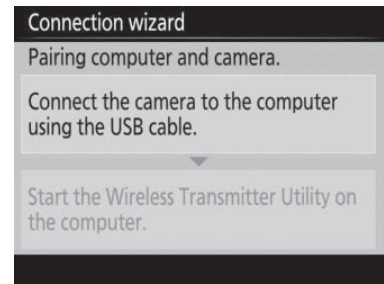 Connection wizard
Pairing computer and camera.
Connect the camera to the computer
using the USB cable.
Start the Wireless Transmitter Utility on
the computer.